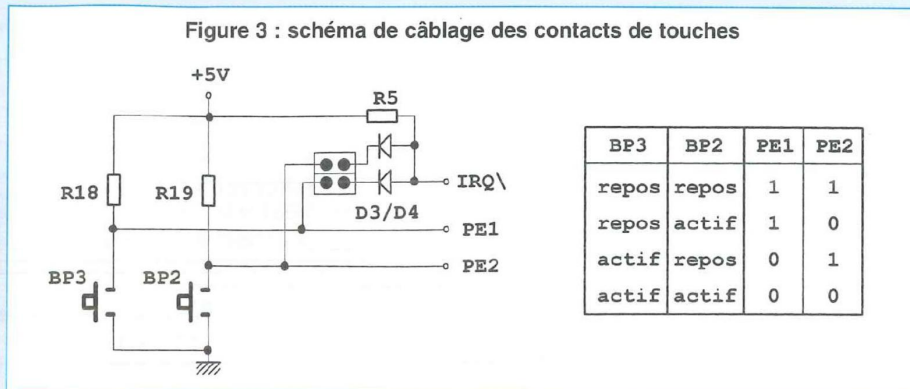 Figure 3 : schéma de câblage des contacts de touches
+5V
R5
R18
R19
IRQ\
D3/D4
PE1
PE2
BP3
BP2
BP3 BP2 PE1 PE2
repos repos 1 1
repos actif 1 0
actif repos 0 1
actif actif 0 0